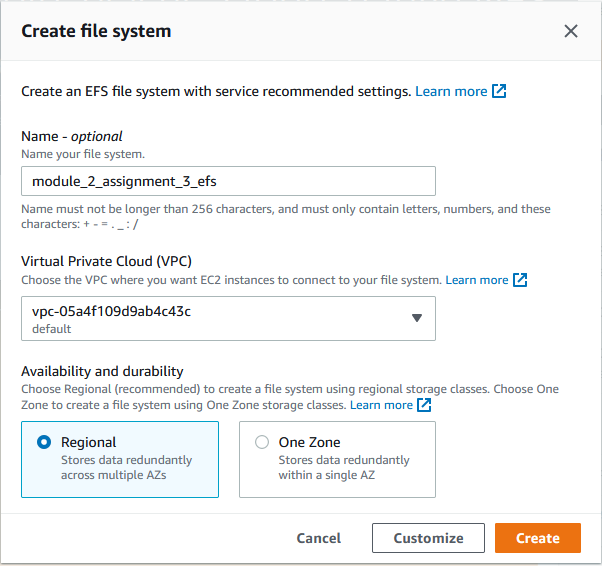 Create file system
Create an EFS file system with service recommended settings. Learn more
Name - optional
Name your file system.
module_2_assignment_3_efs
Name must not be longer than 256 characters, and must only contain letters, numbers, and these
characters: + - = . _ : /
Virtual Private Cloud (VPC)
Choose the VPC where you want EC2 instances to connect to your file system. Learn more
vpc-05a4f109d9ab4c43c
default
Availability and durability
Choose Regional (recommended) to create a file system using regional storage classes. Choose One
Zone to create a file system using One Zone storage classes. Learn more
Regional
Stores data redundantly
across multiple AZs
One Zone
Stores data redundantly
within a single AZ
Cancel
Customize
Create